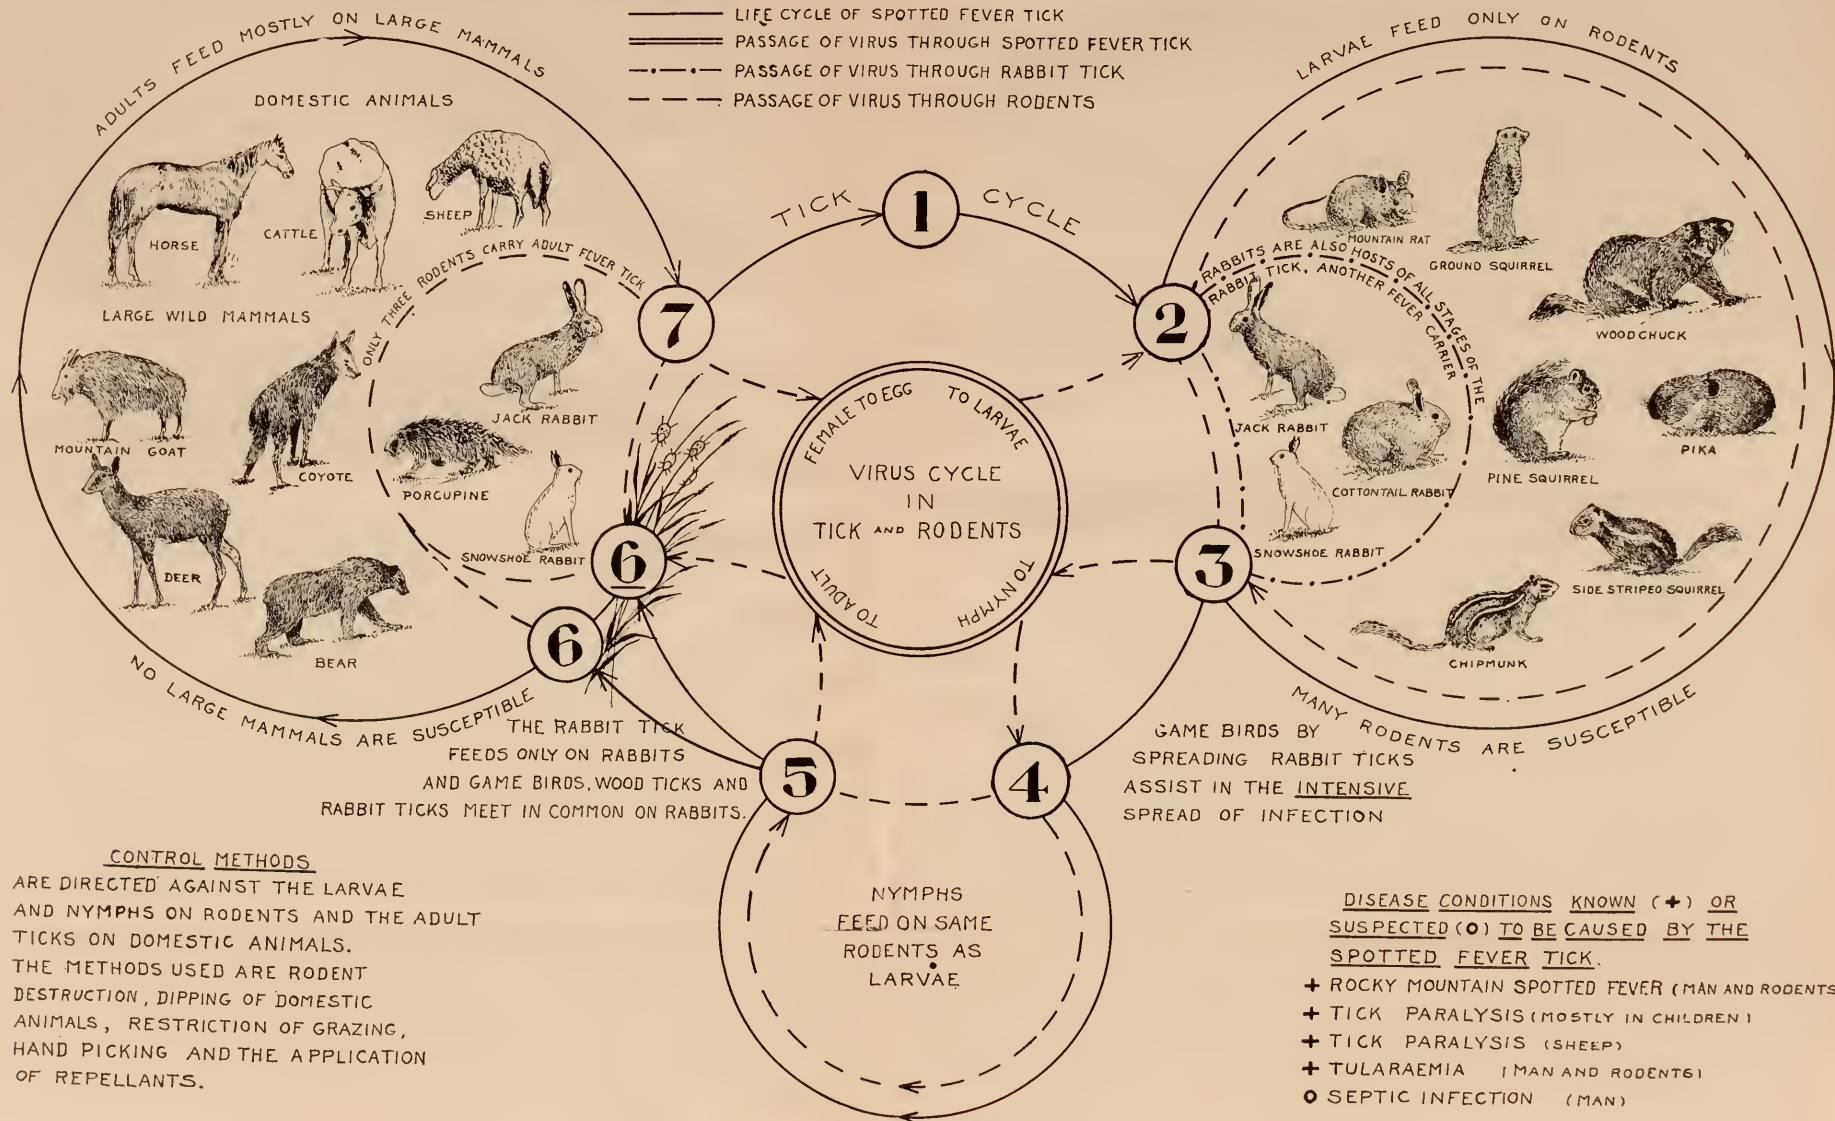 LIFE CYCLE OF SPOTTED FEVER TICK
PASSAGE OF VIRUS THROUGH SPOTTED FEVER TICK
PASSAGE OF VIRUS THROUGH RABBIT TICK
PASSAGE OF VIRUS THROUGH RODENTS
ADULTS FEED MOSTLY ON LARGE MAMMALS
DOMESTIC ANIMALS
HORSE
CATTLE
SHEEP
LARGE WILD MAMMALS
MOUNTAIN GOAT
COYOTE
DEER
BEAR
NO LARGE MAMMALS ARE SUSCEPTIBLE
ONLY THREE RODENTS CARRY ADULT FEVER TICK
JACK RABBIT
PORCUPINE
SNOWSHOE RABBIT
TICK CYCLE
1
2
3
4
5
6
6
7
FEMALE TO EGG
TO LARVAE
TO NYMPH
TO ADULT
VIRUS CYCLE
IN
TICK AND RODENTS
LARVAE FEED ONLY ON RODENTS
MOUNTAIN RAT
GROUND SQUIRREL
WOODCHUCK
RABBITS ARE ALSO HOSTS OF ALL STAGES OF THE
RABBIT TICK, ANOTHER FEVER CARRIER
JACK RABBIT
COTTONTAIL RABBIT
SNOWSHOE RABBIT
PINE SQUIRREL
PIKA
SIDE STRIPED SQUIRREL
CHIPMUNK
MANY RODENTS ARE SUSCEPTIBLE
THE RABBIT TICK
FEEDS ONLY ON RABBITS
AND GAME BIRDS, WOOD TICKS AND
RABBIT TICKS MEET IN COMMON ON RABBITS.
GAME BIRDS BY
SPREADING RABBIT TICKS
ASSIST IN THE INTENSIVE
SPREAD OF INFECTION
NYMPHS
FEED ON SAME
RODENTS AS
LARVAE
CONTROL METHODS
ARE DIRECTED AGAINST THE LARVAE
AND NYMPHS ON RODENTS AND THE ADULT
TICKS ON DOMESTIC ANIMALS.
THE METHODS USED ARE RODENT
DESTRUCTION, DIPPING OF DOMESTIC
ANIMALS, RESTRICTION OF GRAZING,
HAND PICKING AND THE APPLICATION
OF REPELLANTS.
DISEASE CONDITIONS KNOWN (+) OR
SUSPECTED (O) TO BE CAUSED BY THE
SPOTTED FEVER TICK.
+ ROCKY MOUNTAIN SPOTTED FEVER (MAN AND RODENTS
+ TICK PARALYSIS (MOSTLY IN CHILDREN)
+ TICK PARALYSIS (SHEEP)
+ TULARAEMIA (MAN AND RODENTS)
O SEPTIC INFECTION (MAN)